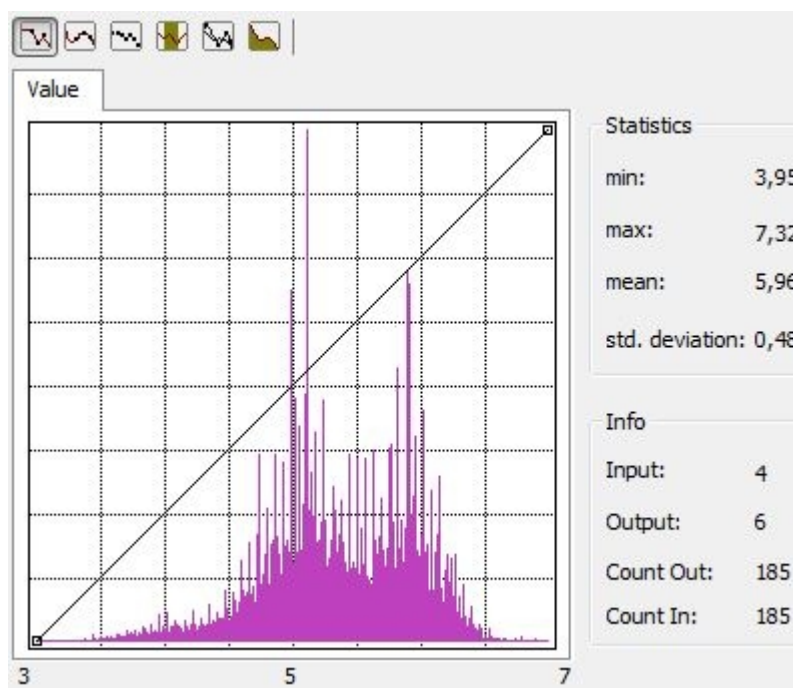 Value
Statistics
min: 3,95
max: 7,32
mean: 5,96
std. deviation: 0,48
Info
Input: 4
Output: 6
Count Out: 185
Count In: 185
3 5 7